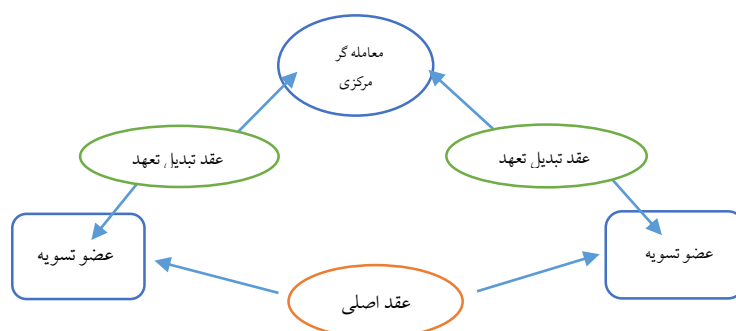 معامله گر
مرکزی
عقد تبدیل تعهد
عقد تبدیل تعهد
عضو تسویه
عضو تسویه
عقد اصلی